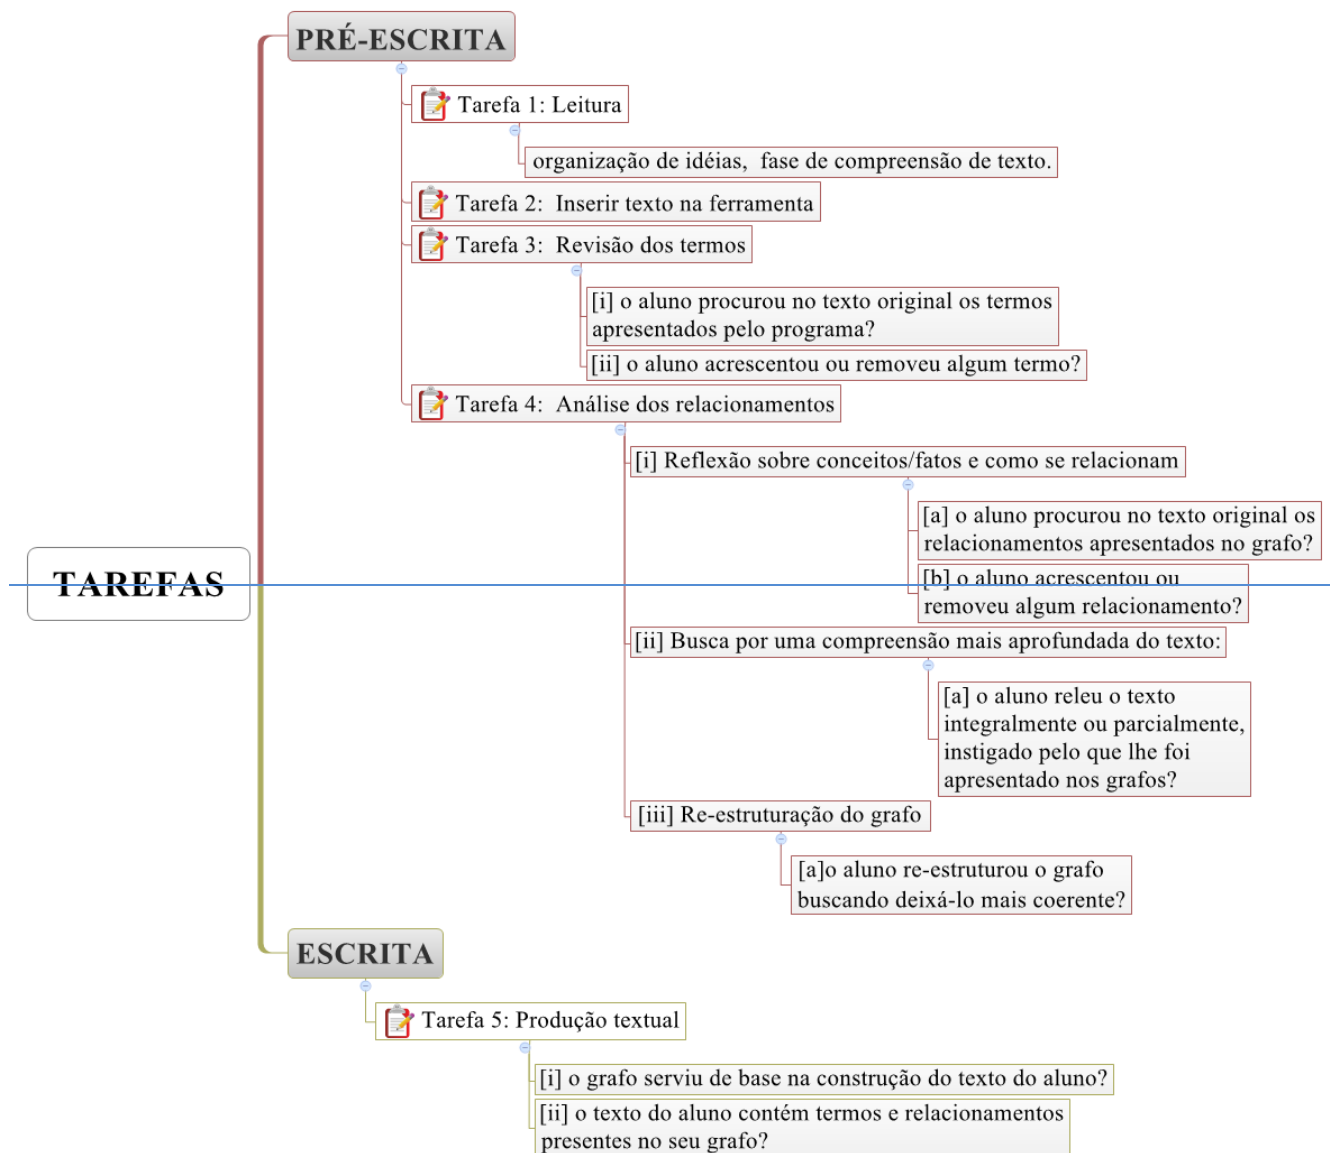 PRÉ-ESCRITA
Tarefa 1: Leitura
organização de idéias, fase de compreensão de texto.
Tarefa 2: Inserir texto na ferramenta
Tarefa 3: Revisão dos termos
[i] o aluno procurou no texto original os termos
apresentados pelo programa?
[ii] o aluno acrescentou ou removeu algum termo?
Tarefa 4: Análise dos relacionamentos
[i] Reflexão sobre conceitos/fatos e como se relacionam
[a] o aluno procurou no texto original os
relacionamentos apresentados no grafo?
TAREFAS
[b] o aluno acrescentou ou
removeu algum relacionamento?
[ii] Busca por uma compreensão mais aprofundada do texto:
[a] o aluno releu o texto
integralmente ou parcialmente,
instigado pelo que lhe foi
apresentado nos grafos?
[iii] Re-estruturação do grafo
[a]o aluno re-estruturou o grafo
buscando deixá-lo mais coerente?
ESCRITA
Tarefa 5: Produção textual
[i] o grafo serviu de base na construção do texto do aluno?
[ii] o texto do aluno contém termos e relacionamentos
presentes no seu grafo?